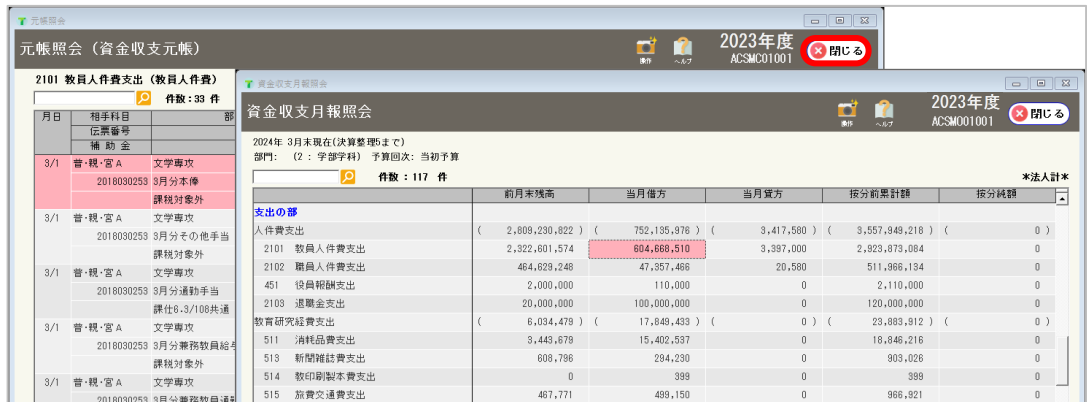 元帳照会
元帳照会（資金収支元帳）
操作
ヘルプ
2023年度
ACSMC01001
閉じる
2101 教員人件費支出（教員人件費）
件数：33 件
月日 相手科目 部
伝票番号
補 助 金
3/1 普・親・宮A 文学専攻
2018030253 3月分本俸
課税対象外
3/1 普・親・宮A 文学専攻
2018030253 3月分その他手当
課税対象外
3/1 普・親・宮A 文学専攻
2018030253 3月分通勤手当
課仕6.3/108共通
3/1 普・親・宮A 文学専攻
2018030253 3月分兼務教員給
課税対象外
3/1 普・親・宮A 文学専攻
2018030253 3月分兼務教員通
資金収支月報照会
資金収支月報照会
操作
ヘルプ
2023年度
ACSM001001
閉じる
2024年 3月末現在(決算整理5まで)
部門： （2 : 学部学科） 予算回次: 当初予算
件数：117 件
*法人計*
前月末残高 当月借方 当月貸方 按分前累計額 按分純額
支出の部
人件費支出 ( 2,809,230,822 ) ( 752,135,976 ) ( 3,417,580 ) ( 3,557,949,218 ) ( 0 )
2101 教員人件費支出 2,322,601,574 604,668,510 3,397,000 2,923,873,084 0
2102 職員人件費支出 464,629,248 47,357,466 20,580 511,966,134 0
451 役員報酬支出 2,000,000 110,000 0 2,110,000 0
2103 退職金支出 20,000,000 100,000,000 0 120,000,000 0
教育研究経費支出 ( 6,034,479 ) ( 17,849,433 ) ( 0 ) ( 23,883,912 ) ( 0 )
511 消耗品費支出 3,443,679 15,402,537 0 18,846,216 0
513 新聞雑誌費支出 608,796 294,230 0 903,026 0
514 教印刷製本費支出 0 399 0 399 0
515 旅費交通費支出 467,771 499,150 0 966,921 0